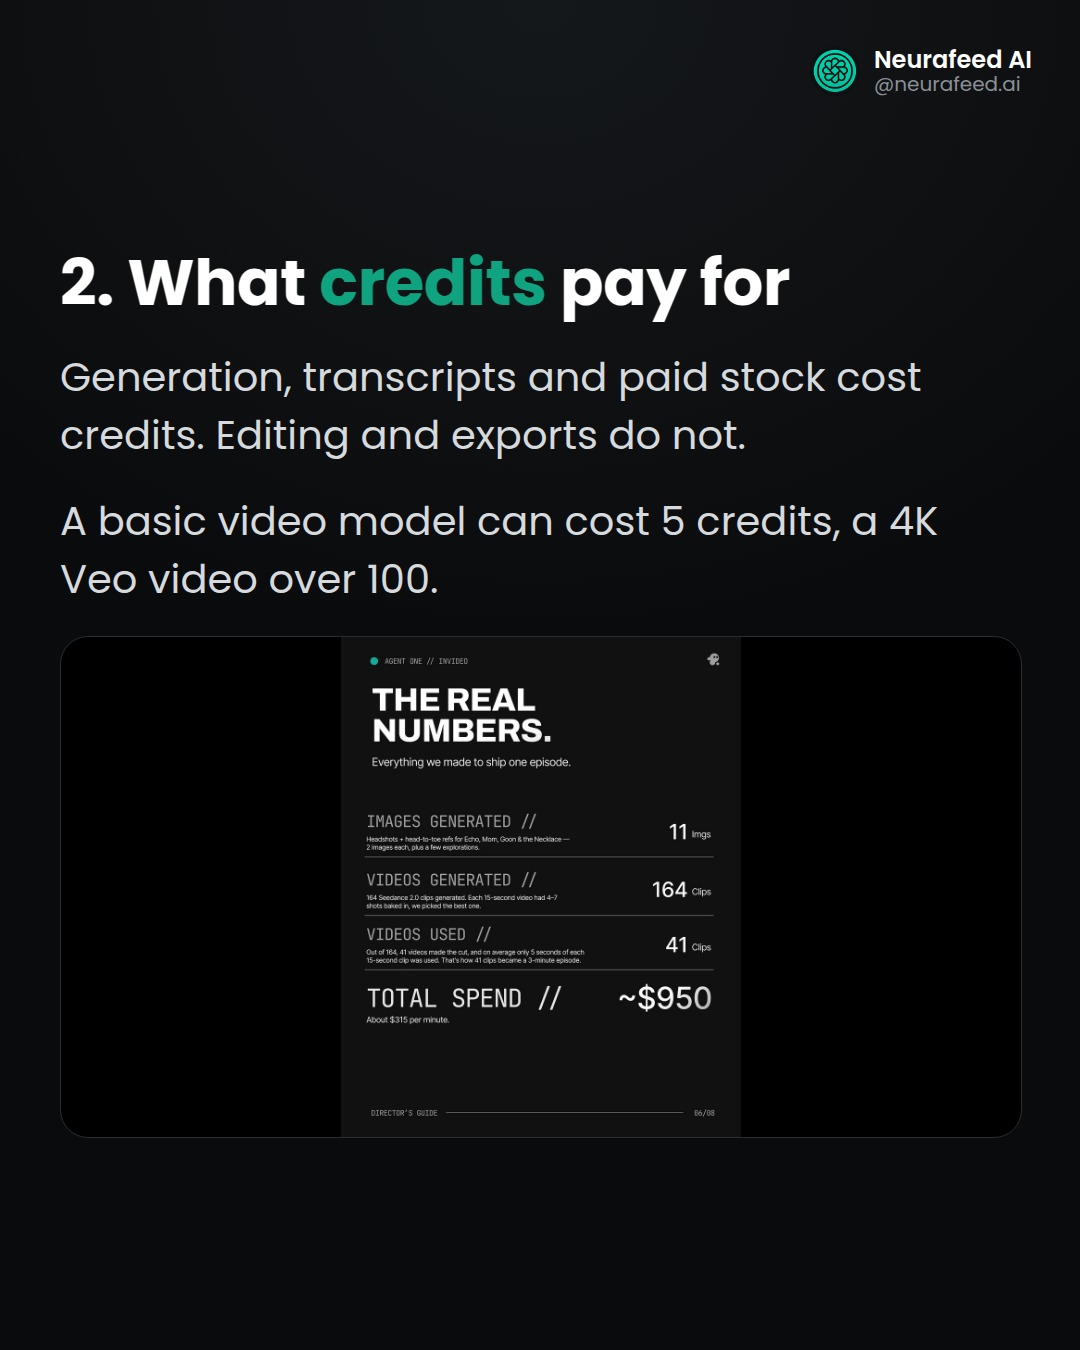 Neurafeed AI
@neurafeed.ai
2. What credits pay for
Generation, transcripts and paid stock cost
credits. Editing and exports do not.
A basic video model can cost 5 credits, a 4K
Veo video over 100.
AGENT ONE // INVIDEO
THE REAL
NUMBERS.
Everything we made to ship one episode.
IMAGES GENERATED //
Headshots + head-to-toe refs for Echo, Mom, Goon & the Necklace —
2 images each, plus a few explorations.
11 Imgs
VIDEOS GENERATED //
164 Seedance 2.0 clips generated. Each 15-second video had 4–7
shots baked in, we picked the best one.
164 Clips
VIDEOS USED //
Out of 164, 41 videos made the cut, and on average only 5 seconds of each
15-second clip was used. That's how 41 clips became a 3-minute episode.
41 Clips
TOTAL SPEND // ~$950
About $315 per minute.
DIRECTOR'S GUIDE 06/08